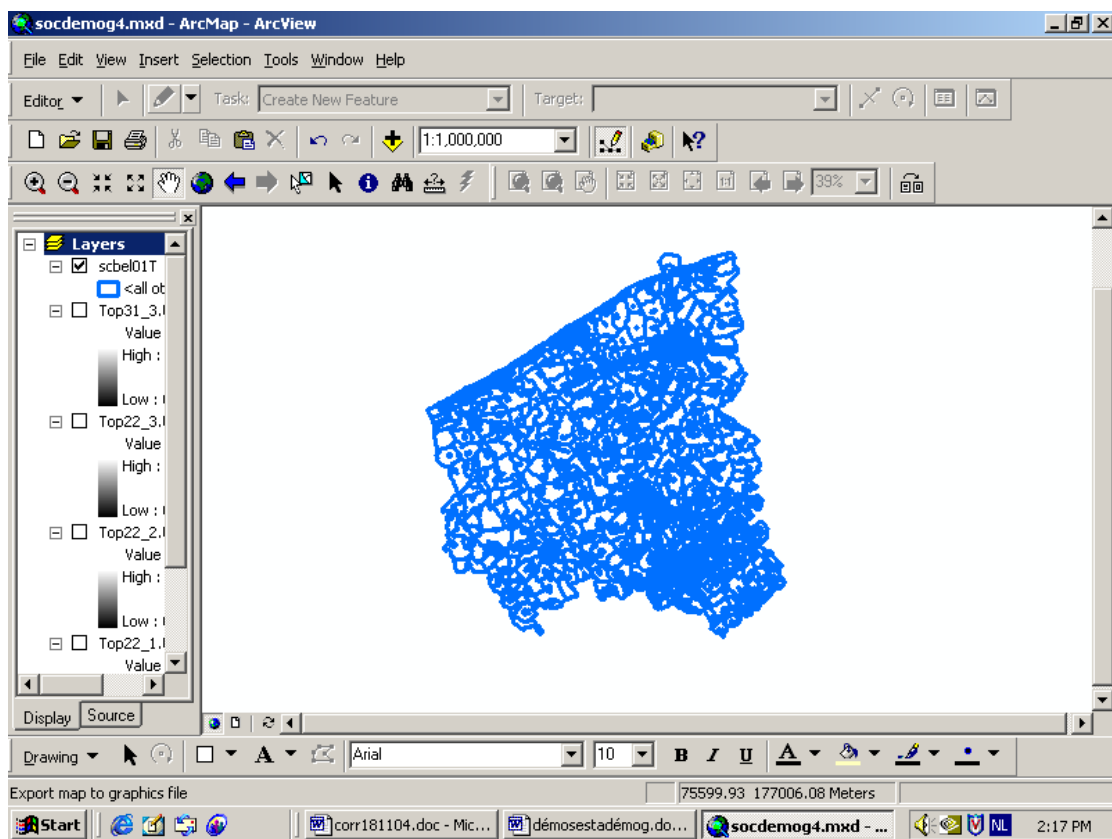 socdemog4.mxd - ArcMap - ArcView
File Edit View Insert Selection Tools Window Help
Editor Task: Create New Feature Target:
1:1,000,000
39%
Layers
scbel01T
<all ot
Top31_3.
Value
High :
Low :
Top22_3.
Value
High :
Low :
Top22_2.
Value
High :
Low :
Top22_1.
Value
Display Source
Drawing A Arial 10 B I U A
Export map to graphics file 75599.93 177006.08 Meters
Start corr181104.doc - Mic... démosestadémog.do... socdemog4.mxd - ... NL 2:17 PM